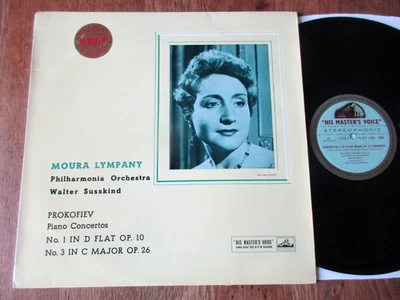 MOURA LYMPANY
Philharmonia Orchestra
Walter Susskind
PROKOFIEV
Piano Concertos
No. 1 IN D FLAT OP. 10
No. 3 IN C MAJOR OP. 26
"HIS MASTER'S VOICE"
"HIS MASTER'S VOICE"
STEREOPHONIC